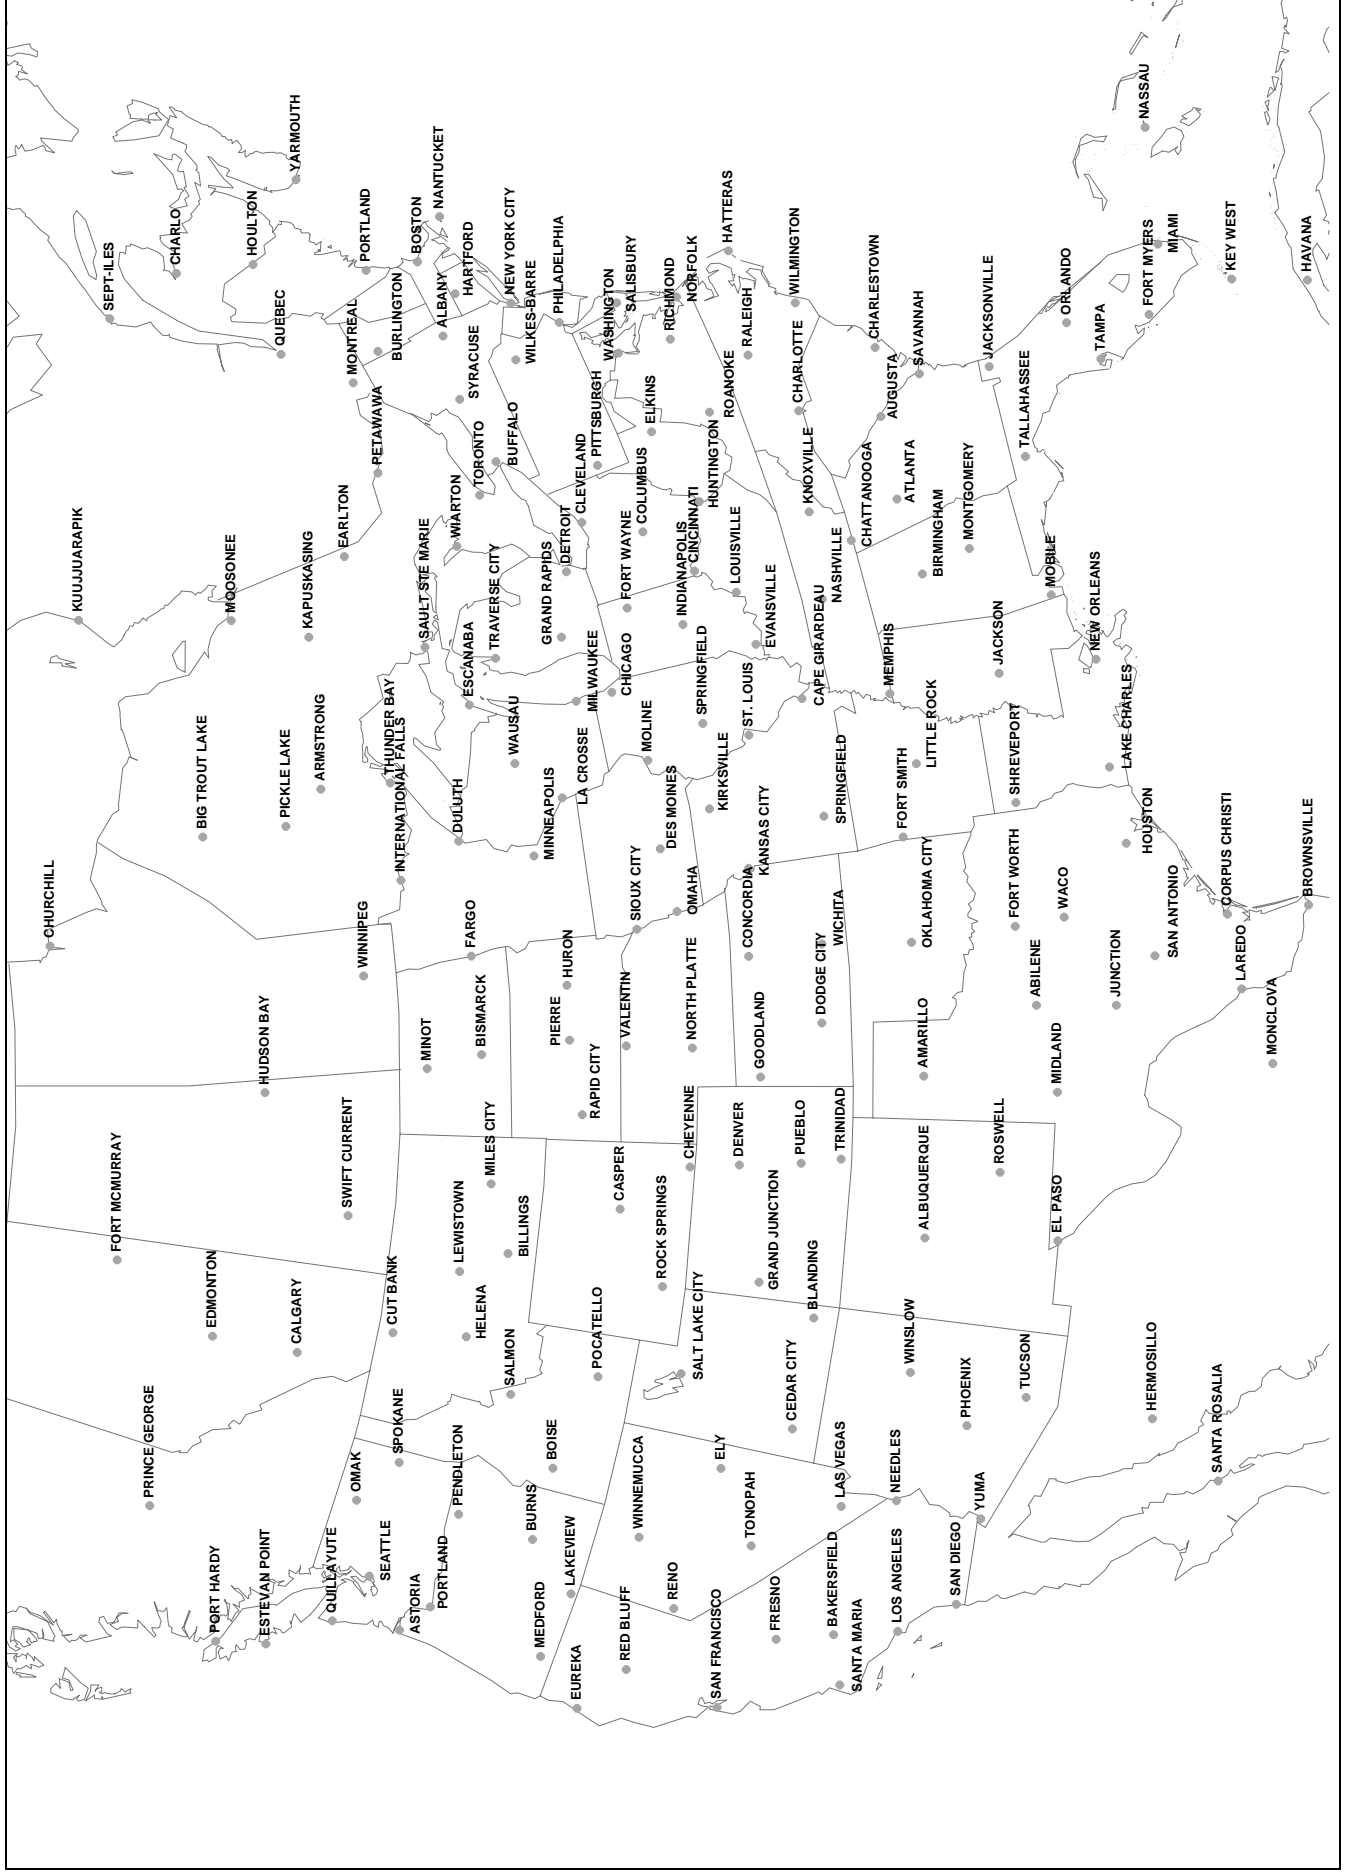 CHURCHILL
KUUJJUARAPIK
SEPT-ILES
FORT MCMURRAY
PRINCE GEORGE
CHARLO
EDMONTON
BIG TROUT LAKE
PORT HARDY
MOOSONEE
HOULTON
HUDSON BAY
ESTEVAN POINT
QUEBEC
PICKLE LAKE
CALGARY
YARMOUTH
KAPUSKASING
ARMSTRONG
QUILLAYUTE
SWIFT CURRENT
EARLTON
MONTREAL
OMAK
WINNIPEG
PORTLAND
SEATTLE
PETAWAWA
BURLINGTON
THUNDER BAY
CUT BANK
SPOKANE
INTERNATIONAL FALLS
ASTORIA
BOSTON
SAULT STE MARIE
MINOT
PORTLAND
NANTUCKET
ALBANY
WIARTON
DULUTH
PENDLETON
LEWISTOWN
HARTFORD
SYRACUSE
HELENA
ESCANABA
FARGO
TORONTO
BISMARCK
MILES CITY
TRAVERSE CITY
BUFFALO
BILLINGS
SALMON
NEW YORK CITY
WAUSAU
WILKES-BARRE
BURNS
MINNEAPOLIS
MEDFORD
BOISE
PHILADELPHIA
GRAND RAPIDS
DETROIT
LA CROSSE
HURON
PIERRE
LAKEVIEW
EUREKA
CLEVELAND
MILWAUKEE
RAPID CITY
PITTSBURGH
POCATELLO
WASHINGTON
SALISBURY
CHICAGO
CASPER
VALENTIN
RED BLUFF
FORT WAYNE
SIOUX CITY
WINNEMUCCA
COLUMBUS
MOLINE
ELKINS
DES MOINES
ROCK SPRINGS
RICHMOND
RENO
NORFOLK
OMAHA
SALT LAKE CITY
INDIANAPOLIS
CHEYENNE
NORTH PLATTE
CINCINNATI
HUNTINGTON
SPRINGFIELD
KIRKSVILLE
ROANOKE
SAN FRANCISCO
ELY
HATTERAS
LOUISVILLE
DENVER
RALEIGH
ST. LOUIS
KANSAS CITY
CONCORDIA
TONOPAH
EVANSVILLE
GOODLAND
GRAND JUNCTION
FRESNO
CEDAR CITY
WILMINGTON
CHARLOTTE
PUEBLO
CAPE GIRARDEAU
KNOXVILLE
BLANDING
DODGE CITY
WICHITA
SPRINGFIELD
NASHVILLE
BAKERSFIELD
TRINIDAD
LAS VEGAS
SANTA MARIA
CHATTANOOGA
CHARLESTOWN
AUGUSTA
MEMPHIS
NEEDLES
LOS ANGELES
ATLANTA
FORT SMITH
WINSLOW
OKLAHOMA CITY
LITTLE ROCK
SAVANNAH
BIRMINGHAM
AMARILLO
ALBUQUERQUE
SAN DIEGO
PHOENIX
MONTGOMERY
YUMA
JACKSONVILLE
JACKSON
ROSWELL
SHREVEPORT
FORT WORTH
TALLAHASSEE
TUCSON
ABILENE
MOBILE
MIDLAND
EL PASO
WACO
ORLANDO
NEW ORLEANS
TAMPA
LAKE CHARLES
JUNCTION
HOUSTON
NASSAU
FORT MYERS
MIAMI
HERMOSILLO
SAN ANTONIO
SANTA ROSALIA
KEY WEST
CORPUS CHRISTI
LAREDO
MONCLOVA
HAVANA
BROWNSVILLE